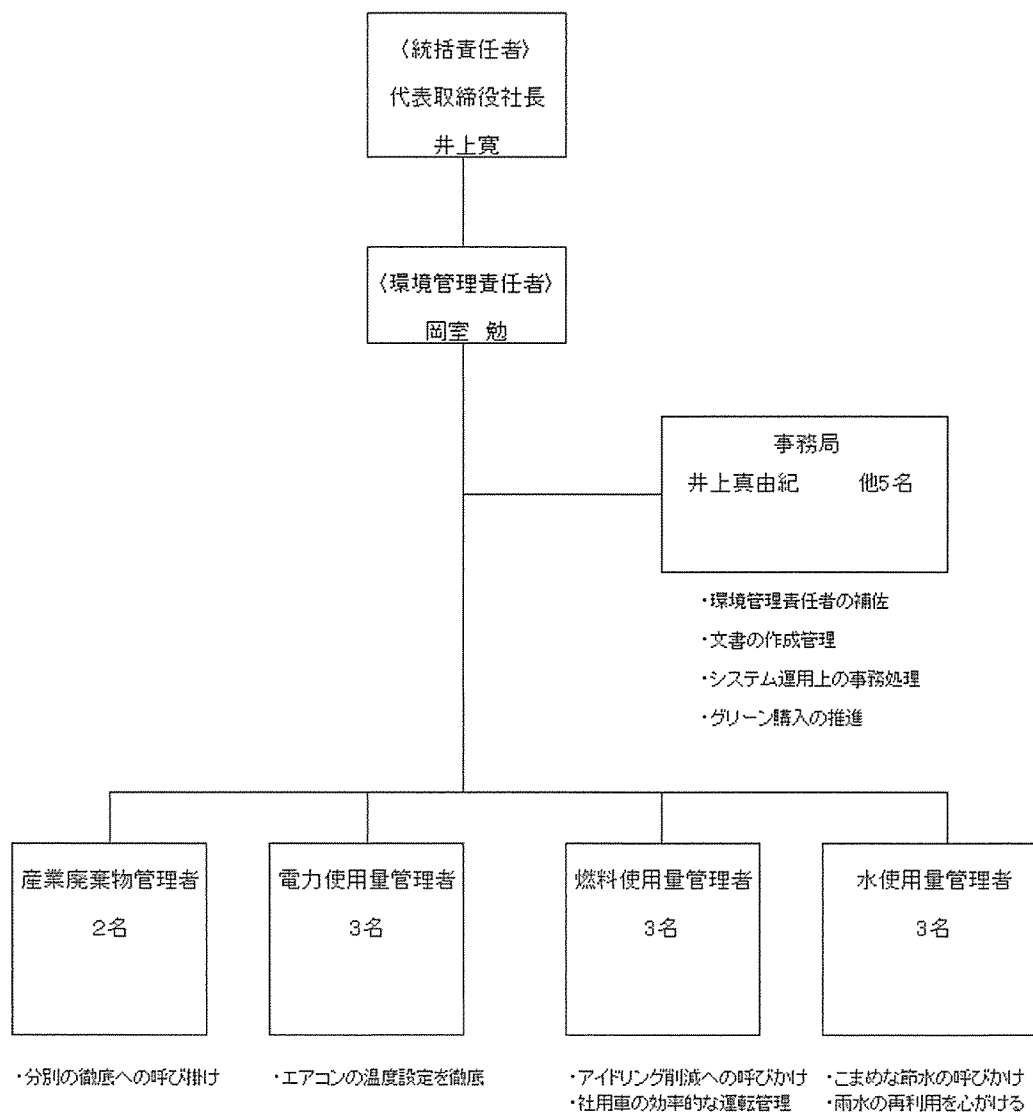 〈統括責任者〉
代表取締役社長
井上寛
〈環境管理責任者〉
岡室 勉
事務局
井上真由紀 他5名
・環境管理責任者の補佐
・文書の作成管理
・システム運用上の事務処理
・グリーン購入の推進
産業廃棄物管理者
2名
電力使用量管理者
3名
燃料使用量管理者
3名
水使用量管理者
3名
・分別の徹底への呼び掛け
・エアコンの温度設定を徹底
・アイドリング削減への呼びかけ
・社用車の効率的な運転管理
・こまめな節水の呼びかけ
・雨水の再利用を心がける